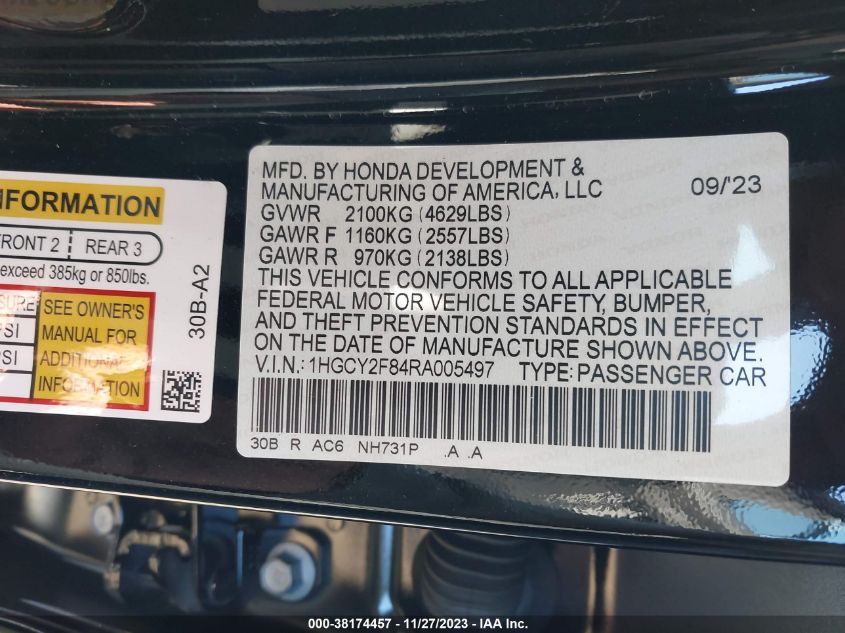 INFORMATION
FRONT 2 REAR 3
exceed 385kg or 850lbs.
SEE OWNER'S
PSI MANUAL FOR
PSI ADDITIONAL
INFORMATION
30B-A2
MFD. BY HONDA DEVELOPMENT &
MANUFACTURING OF AMERICA, LLC 09/'23
GVWR 2100KG (4629LBS)
GAWR F 1160KG (2557LBS)
GAWR R 970KG (2138LBS)
THIS VEHICLE CONFORMS TO ALL APPLICABLE
FEDERAL MOTOR VEHICLE SAFETY, BUMPER,
AND THEFT PREVENTION STANDARDS IN EFFECT
ON THE DATE OF MANUFACTURE SHOWN ABOVE.
V.I.N.: 1HGCY2F84RA005497 TYPE: PASSENGER CAR
30B R AC6 NH731P .A .A
000-38174457 - 11/27/2023 - IAA Inc.